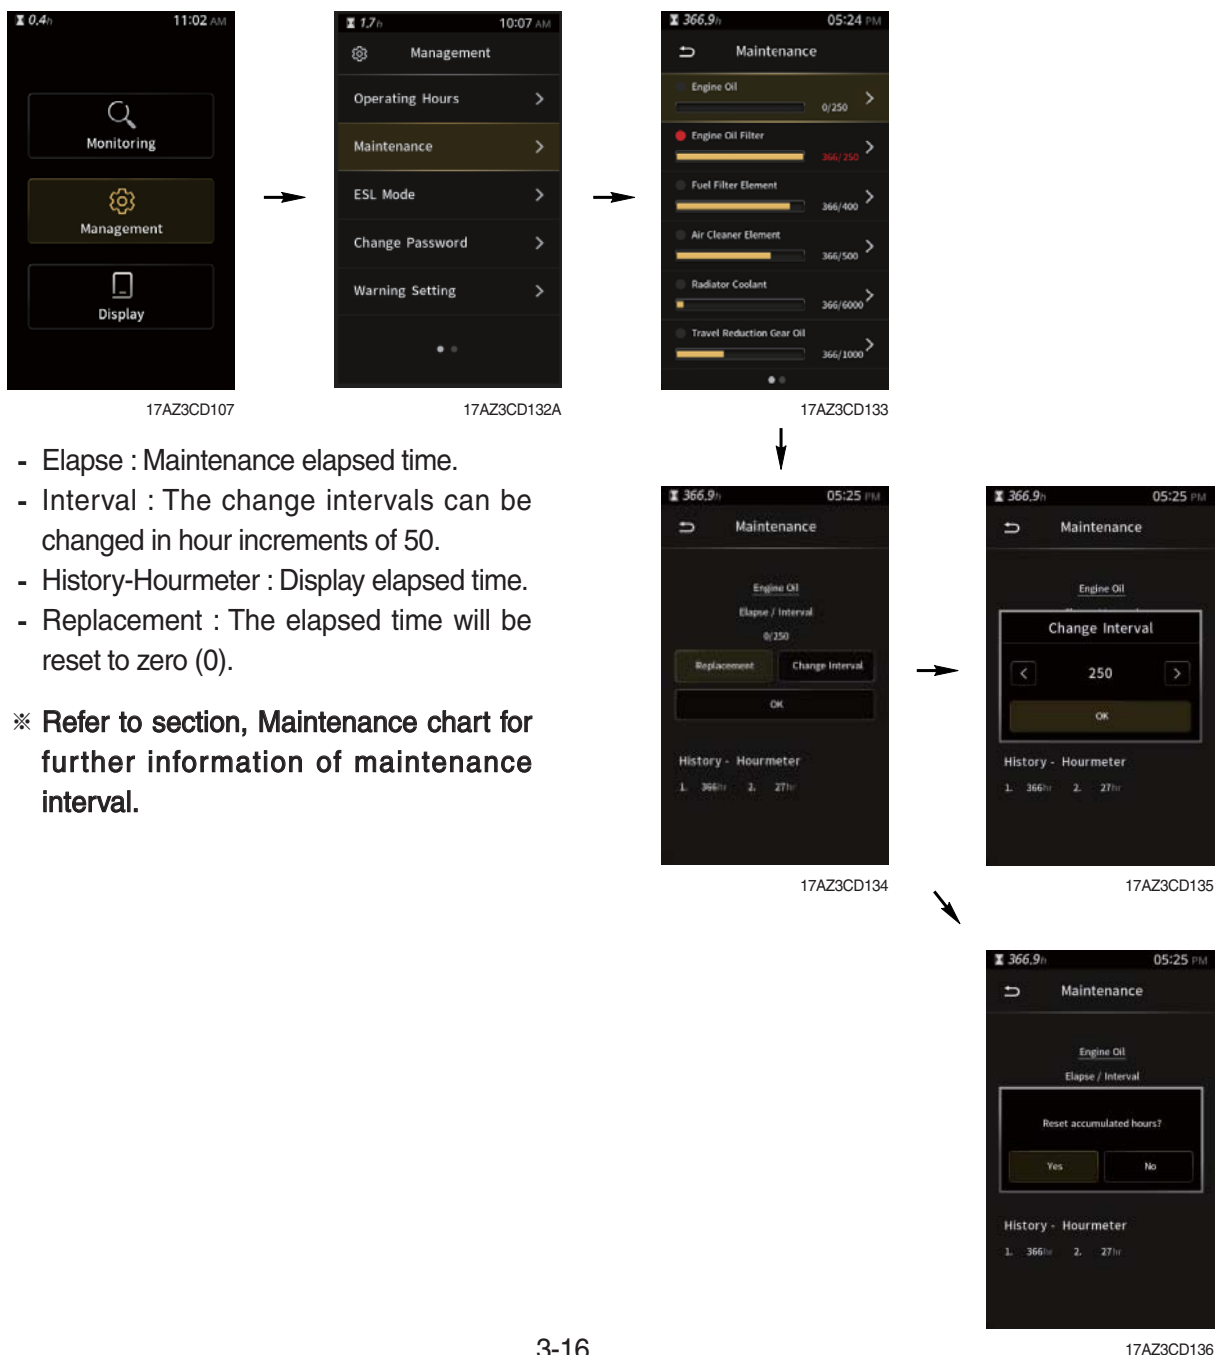 0.4h 11:02 AM
Monitoring
Management
Display
17AZ3CD107
1.7h 10:07 AM
Management
Operating Hours
Maintenance
ESL Mode
Change Password
Warning Setting
17AZ3CD132A
366.9h 05:24 PM
Maintenance
Engine Oil
0/250
Engine Oil Filter
366/250
Fuel Filter Element
366/400
Air Cleaner Element
366/500
Radiator Coolant
366/6000
Travel Reduction Gear Oil
366/1000
17AZ3CD133
- Elapse : Maintenance elapsed time.
- Interval : The change intervals can be
changed in hour increments of 50.
- History-Hourmeter : Display elapsed time.
- Replacement : The elapsed time will be
reset to zero (0).
※ Refer to section, Maintenance chart for
further information of maintenance
interval.
366.9h 05:25 PM
Maintenance
Engine Oil
Elapse / Interval
0/250
Replacement Change Interval
OK
History - Hourmeter
1. 366hr 2. 27hr
17AZ3CD134
366.9h 05:25 PM
Maintenance
Engine Oil
Change Interval
< 250 >
OK
History - Hourmeter
1. 366hr 2. 27hr
17AZ3CD135
366.9h 05:25 PM
Maintenance
Engine Oil
Elapse / Interval
Reset accumulated hours?
Yes No
History - Hourmeter
1. 366hr 2. 27hr
17AZ3CD136
3-16